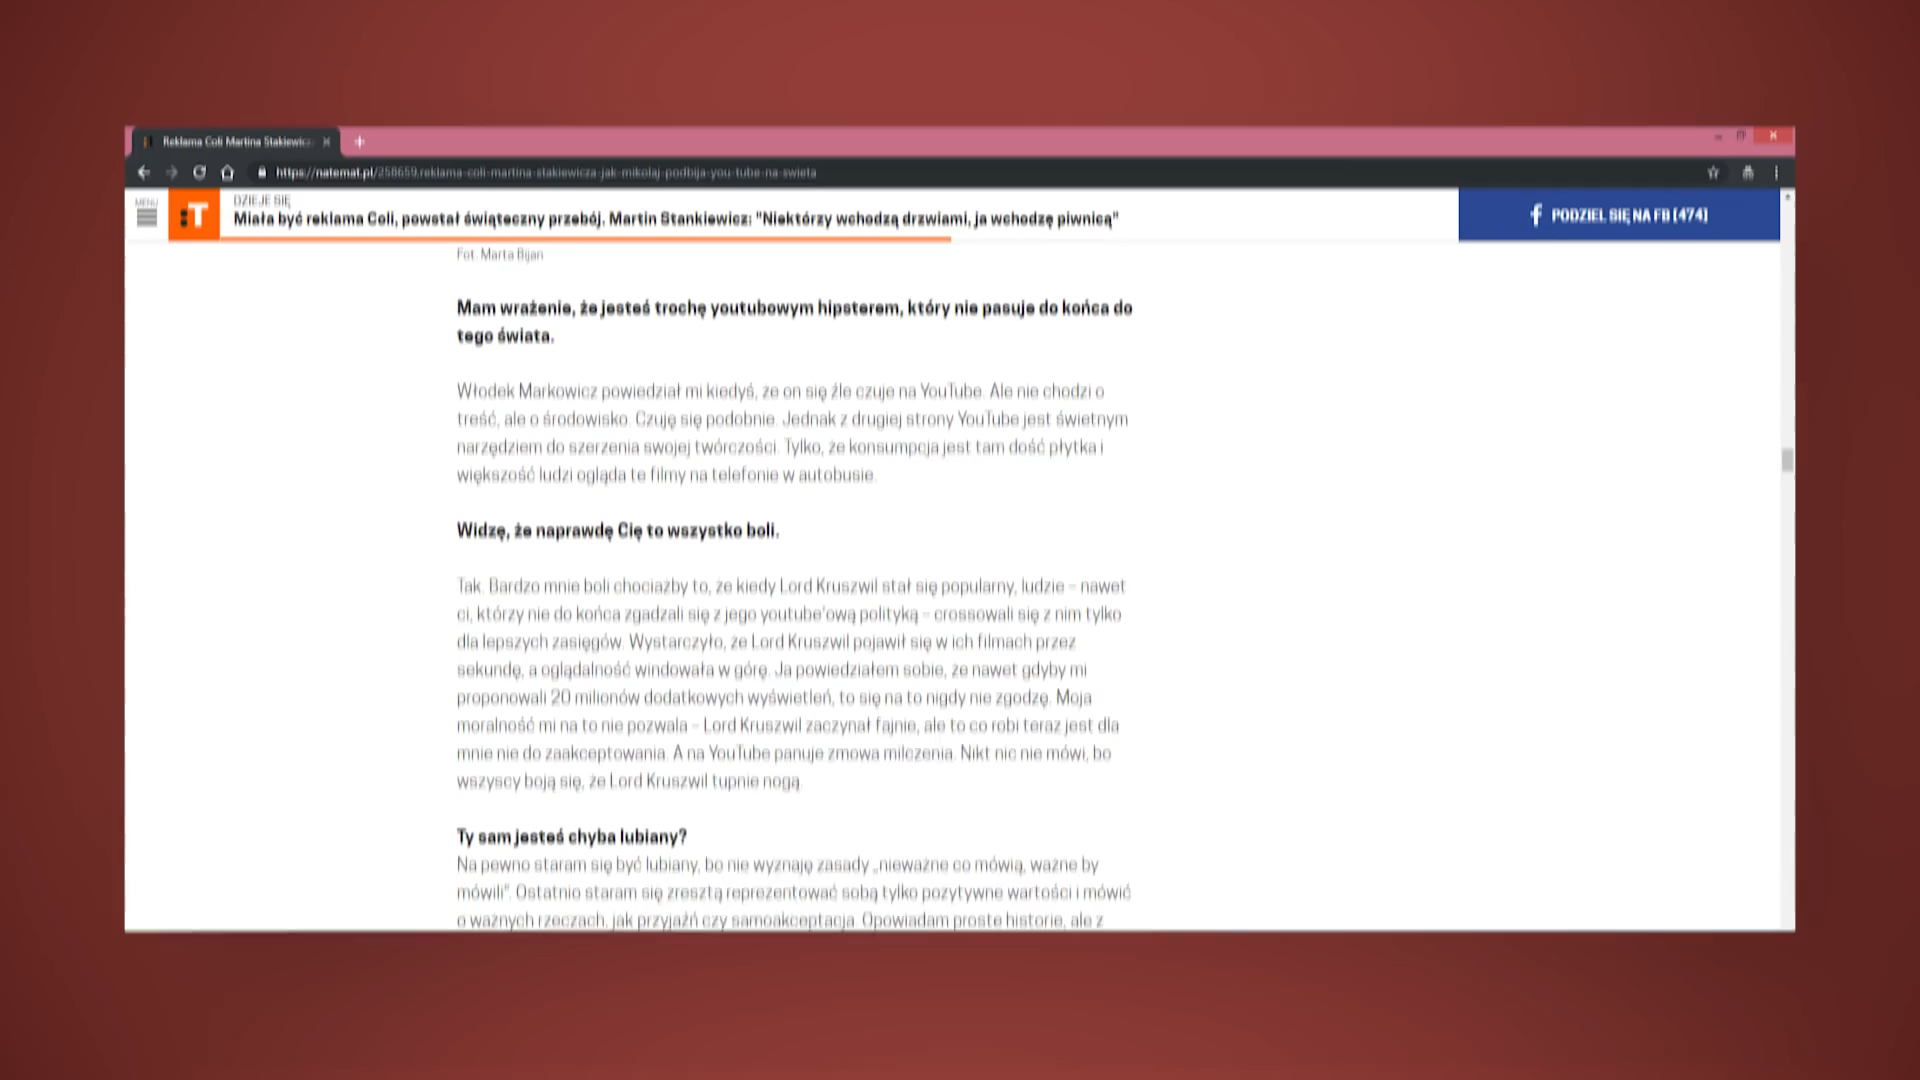 Reklama Coli Martina Stakiewicz
https://natemat.pl/258659,reklama-coli-martina-stakiewicza-jak-mikolaj-podbija-you-tube-na-swieta
MENU
:T
DZIEJE SIĘ
Miała być reklama Coli, powstał świąteczny przebój. Martin Stankiewicz: "Niektórzy wchodzą drzwiami, ja wchodzę piwnicą"
f PODZIEL SIĘ NA FB [474]
Fot. Marta Bijan
Mam wrażenie, że jesteś trochę youtubowym hipsterem, który nie pasuje do końca do
tego świata.
Włodek Markowicz powiedział mi kiedyś, że on się źle czuje na YouTube. Ale nie chodzi o
treść, ale o środowisko. Czuję się podobnie. Jednak z drugiej strony YouTube jest świetnym
narzędziem do szerzenia swojej twórczości. Tylko, że konsumpcja jest tam dość płytka i
większość ludzi ogląda te filmy na telefonie w autobusie.
Widzę, że naprawdę Cię to wszystko boli.
Tak. Bardzo mnie boli chociażby to, że kiedy Lord Kruszwil stał się popularny, ludzie – nawet
ci, którzy nie do końca zgadzali się z jego youtube'ową polityką – crossowali się z nim tylko
dla lepszych zasięgów. Wystarczyło, że Lord Kruszwil pojawił się w ich filmach przez
sekundę, a oglądalność windowała w górę. Ja powiedziałem sobie, że nawet gdyby mi
proponowali 20 milionów dodatkowych wyświetleń, to się na to nigdy nie zgodzę. Moja
moralność mi na to nie pozwala – Lord Kruszwil zaczynał fajnie, ale to co robi teraz jest dla
mnie nie do zaakceptowania. A na YouTube panuje zmowa milczenia. Nikt nic nie mówi, bo
wszyscy boją się, że Lord Kruszwil tupnie nogą.
Ty sam jesteś chyba lubiany?
Na pewno staram się być lubiany, bo nie wyznaję zasady „nieważne co mówią, ważne by
mówili". Ostatnio staram się zresztą reprezentować sobą tylko pozytywne wartości i mówić
o ważnych rzeczach, jak przyjaźń czy samoakceptacja. Opowiadam proste historie, ale z